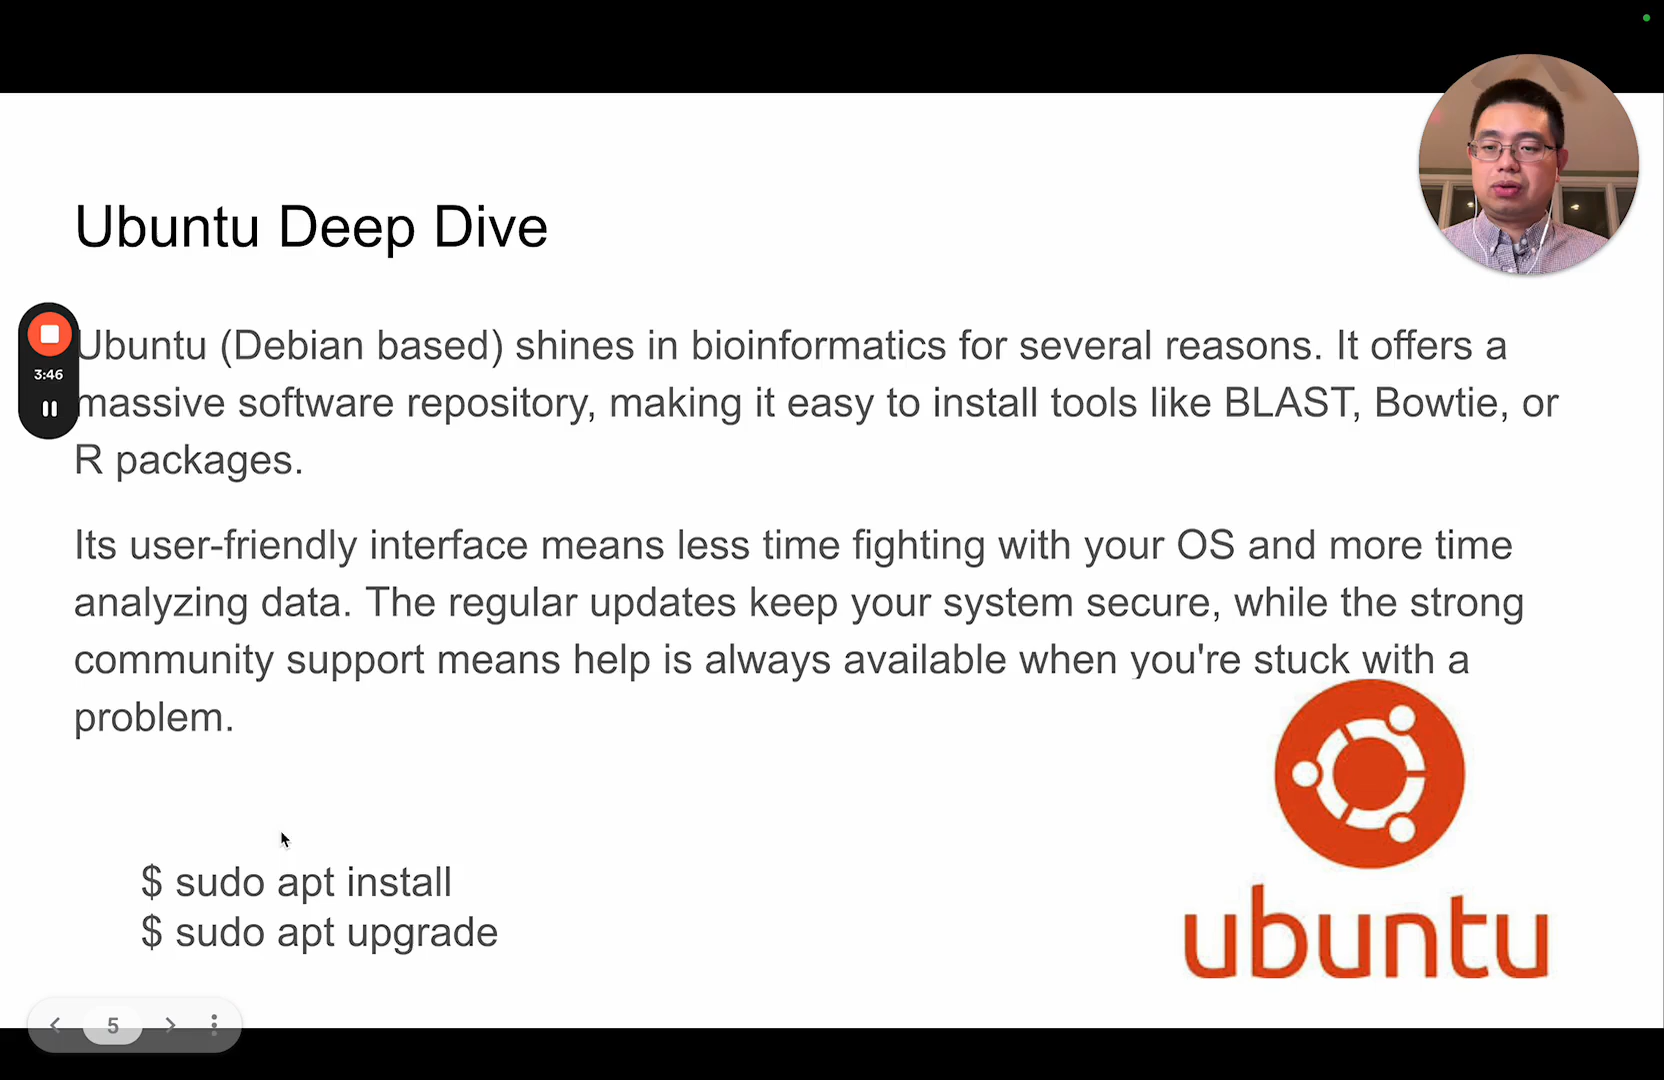 Ubuntu Deep Dive
Ubuntu (Debian based) shines in bioinformatics for several reasons. It offers a
massive software repository, making it easy to install tools like BLAST, Bowtie, or
R packages.
3:46
Its user-friendly interface means less time fighting with your OS and more time
analyzing data. The regular updates keep your system secure, while the strong
community support means help is always available when you're stuck with a
problem.
$ sudo apt install
$ sudo apt upgrade
ubuntu
5